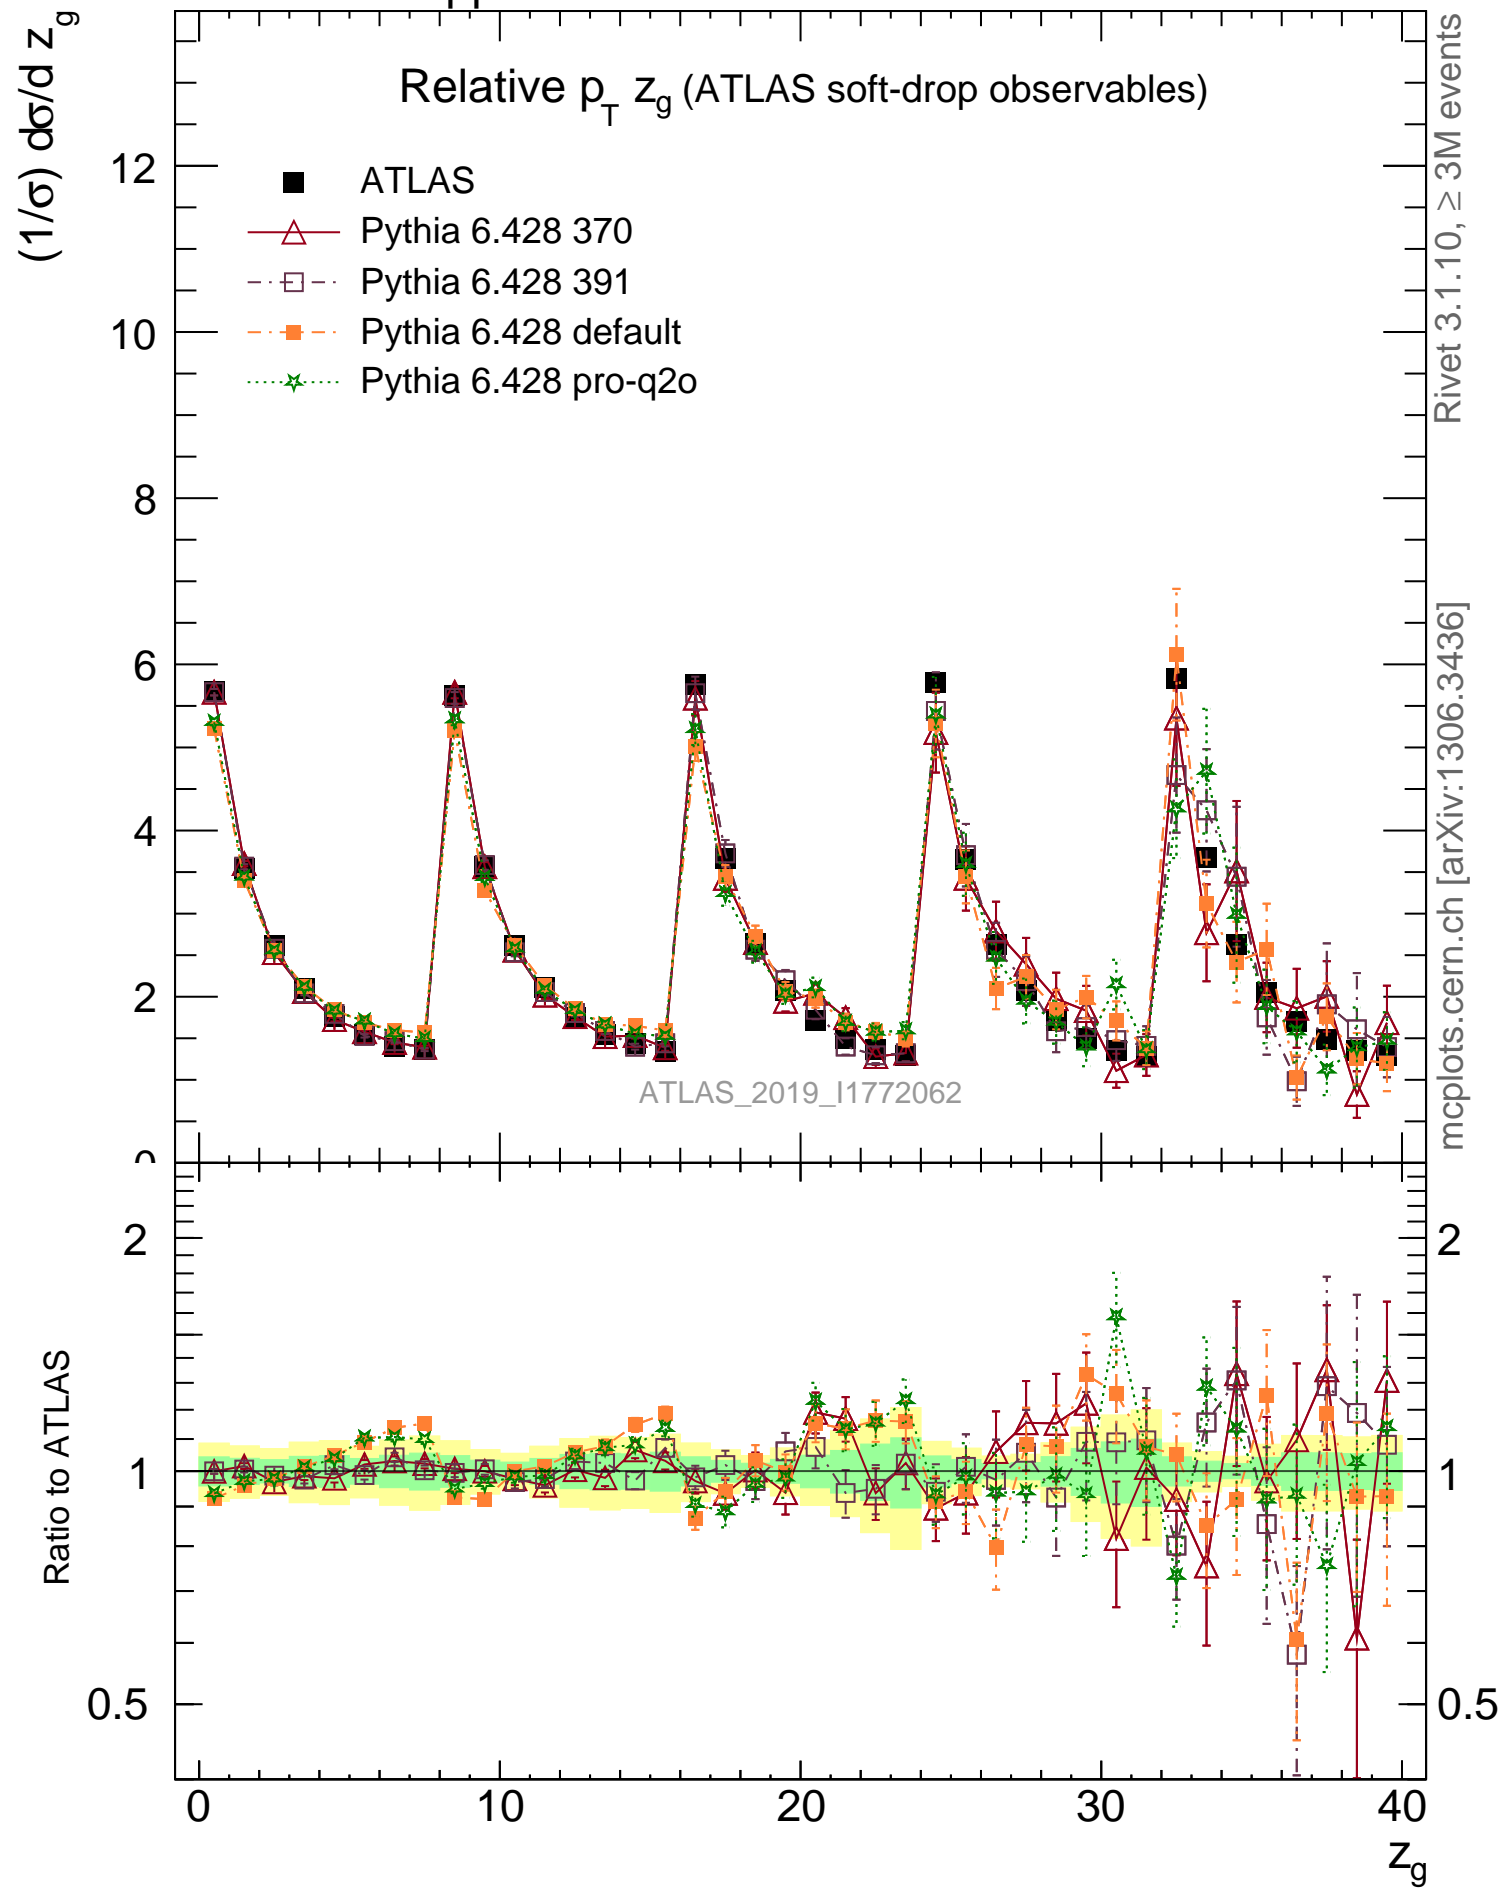 pp
(1/σ) dσ/d z_g
Relative p_T z_g (ATLAS soft-drop observables)
ATLAS
Pythia 6.428 370
Pythia 6.428 391
Pythia 6.428 default
Pythia 6.428 pro-q2o
12
10
8
6
4
2
0
ATLAS_2019_I1772062
Rivet 3.1.10, ≥ 3M events
mcplots.cern.ch [arXiv:1306.3436]
Ratio to ATLAS
2
1
0.5
2
1
0.5
0 10 20 30 40
z_g